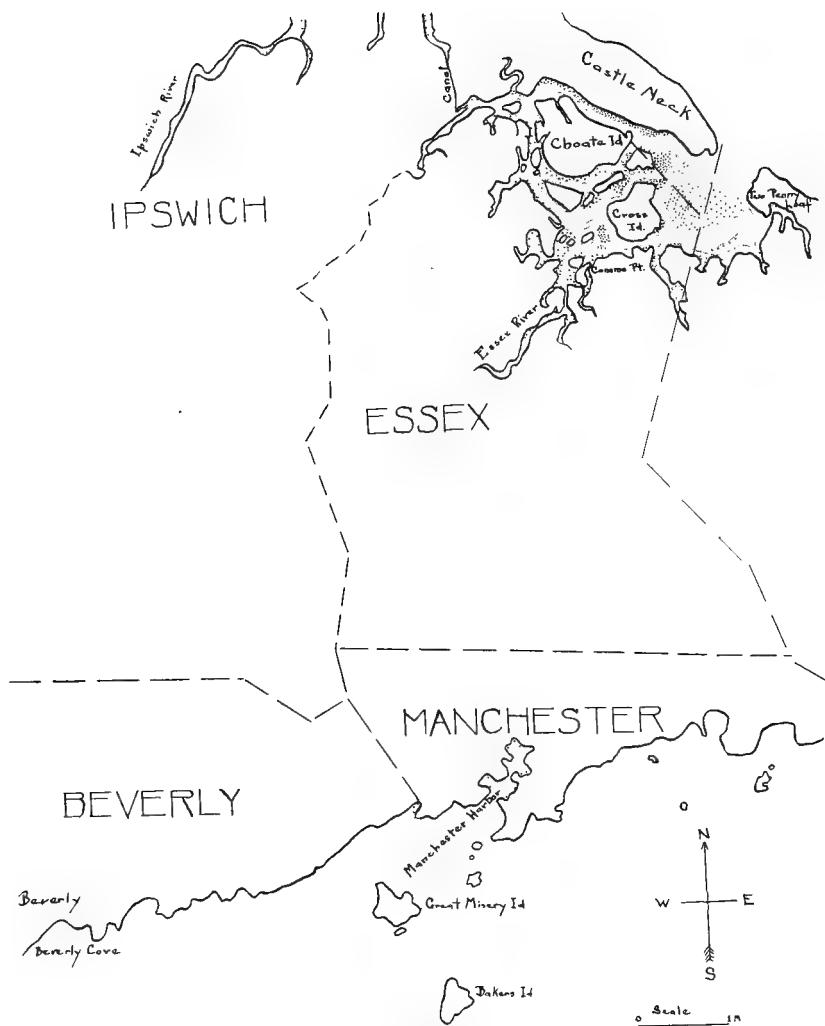 Ipswich River
Canal
Castle Neck
IPSWICH
Choate Id
Cross
Id.
Two Penny
Loaf
Conomo Pt.
Essex River
ESSEX
MANCHESTER
BEVERLY
Manchester Harbor
Beverly
Beverly Cove
Great Misery Id
Bakers Id
N
W
E
S
0 Scale 1 M